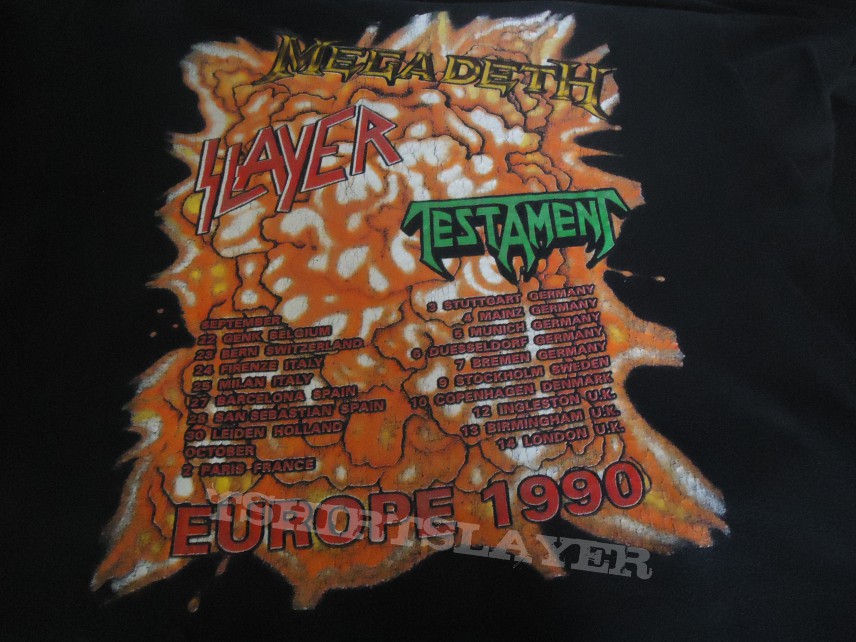 MEGADETH
SLAYER
TESTAMENT
SEPTEMBER
22 GENK BELGIUM
23 BERN SWITZERLAND
24 FIRENZE ITALY
25 MILAN ITALY
27 BARCELONA SPAIN
28 SAN SEBASTIAN SPAIN
30 LEIDEN HOLLAND
OCTOBER
2 PARIS FRANCE
3 STUTTGART GERMANY
4 MAINZ GERMANY
5 MUNICH GERMANY
6 DUESSELDORF GERMANY
7 BREMEN GERMANY
9 STOCKHOLM SWEDEN
10 COPENHAGEN DENMARK
12 INGLESTON U.K.
13 BIRMINGHAM U.K.
14 LONDON U.K.
EUROPE 1990
TSHIRTSLAYER